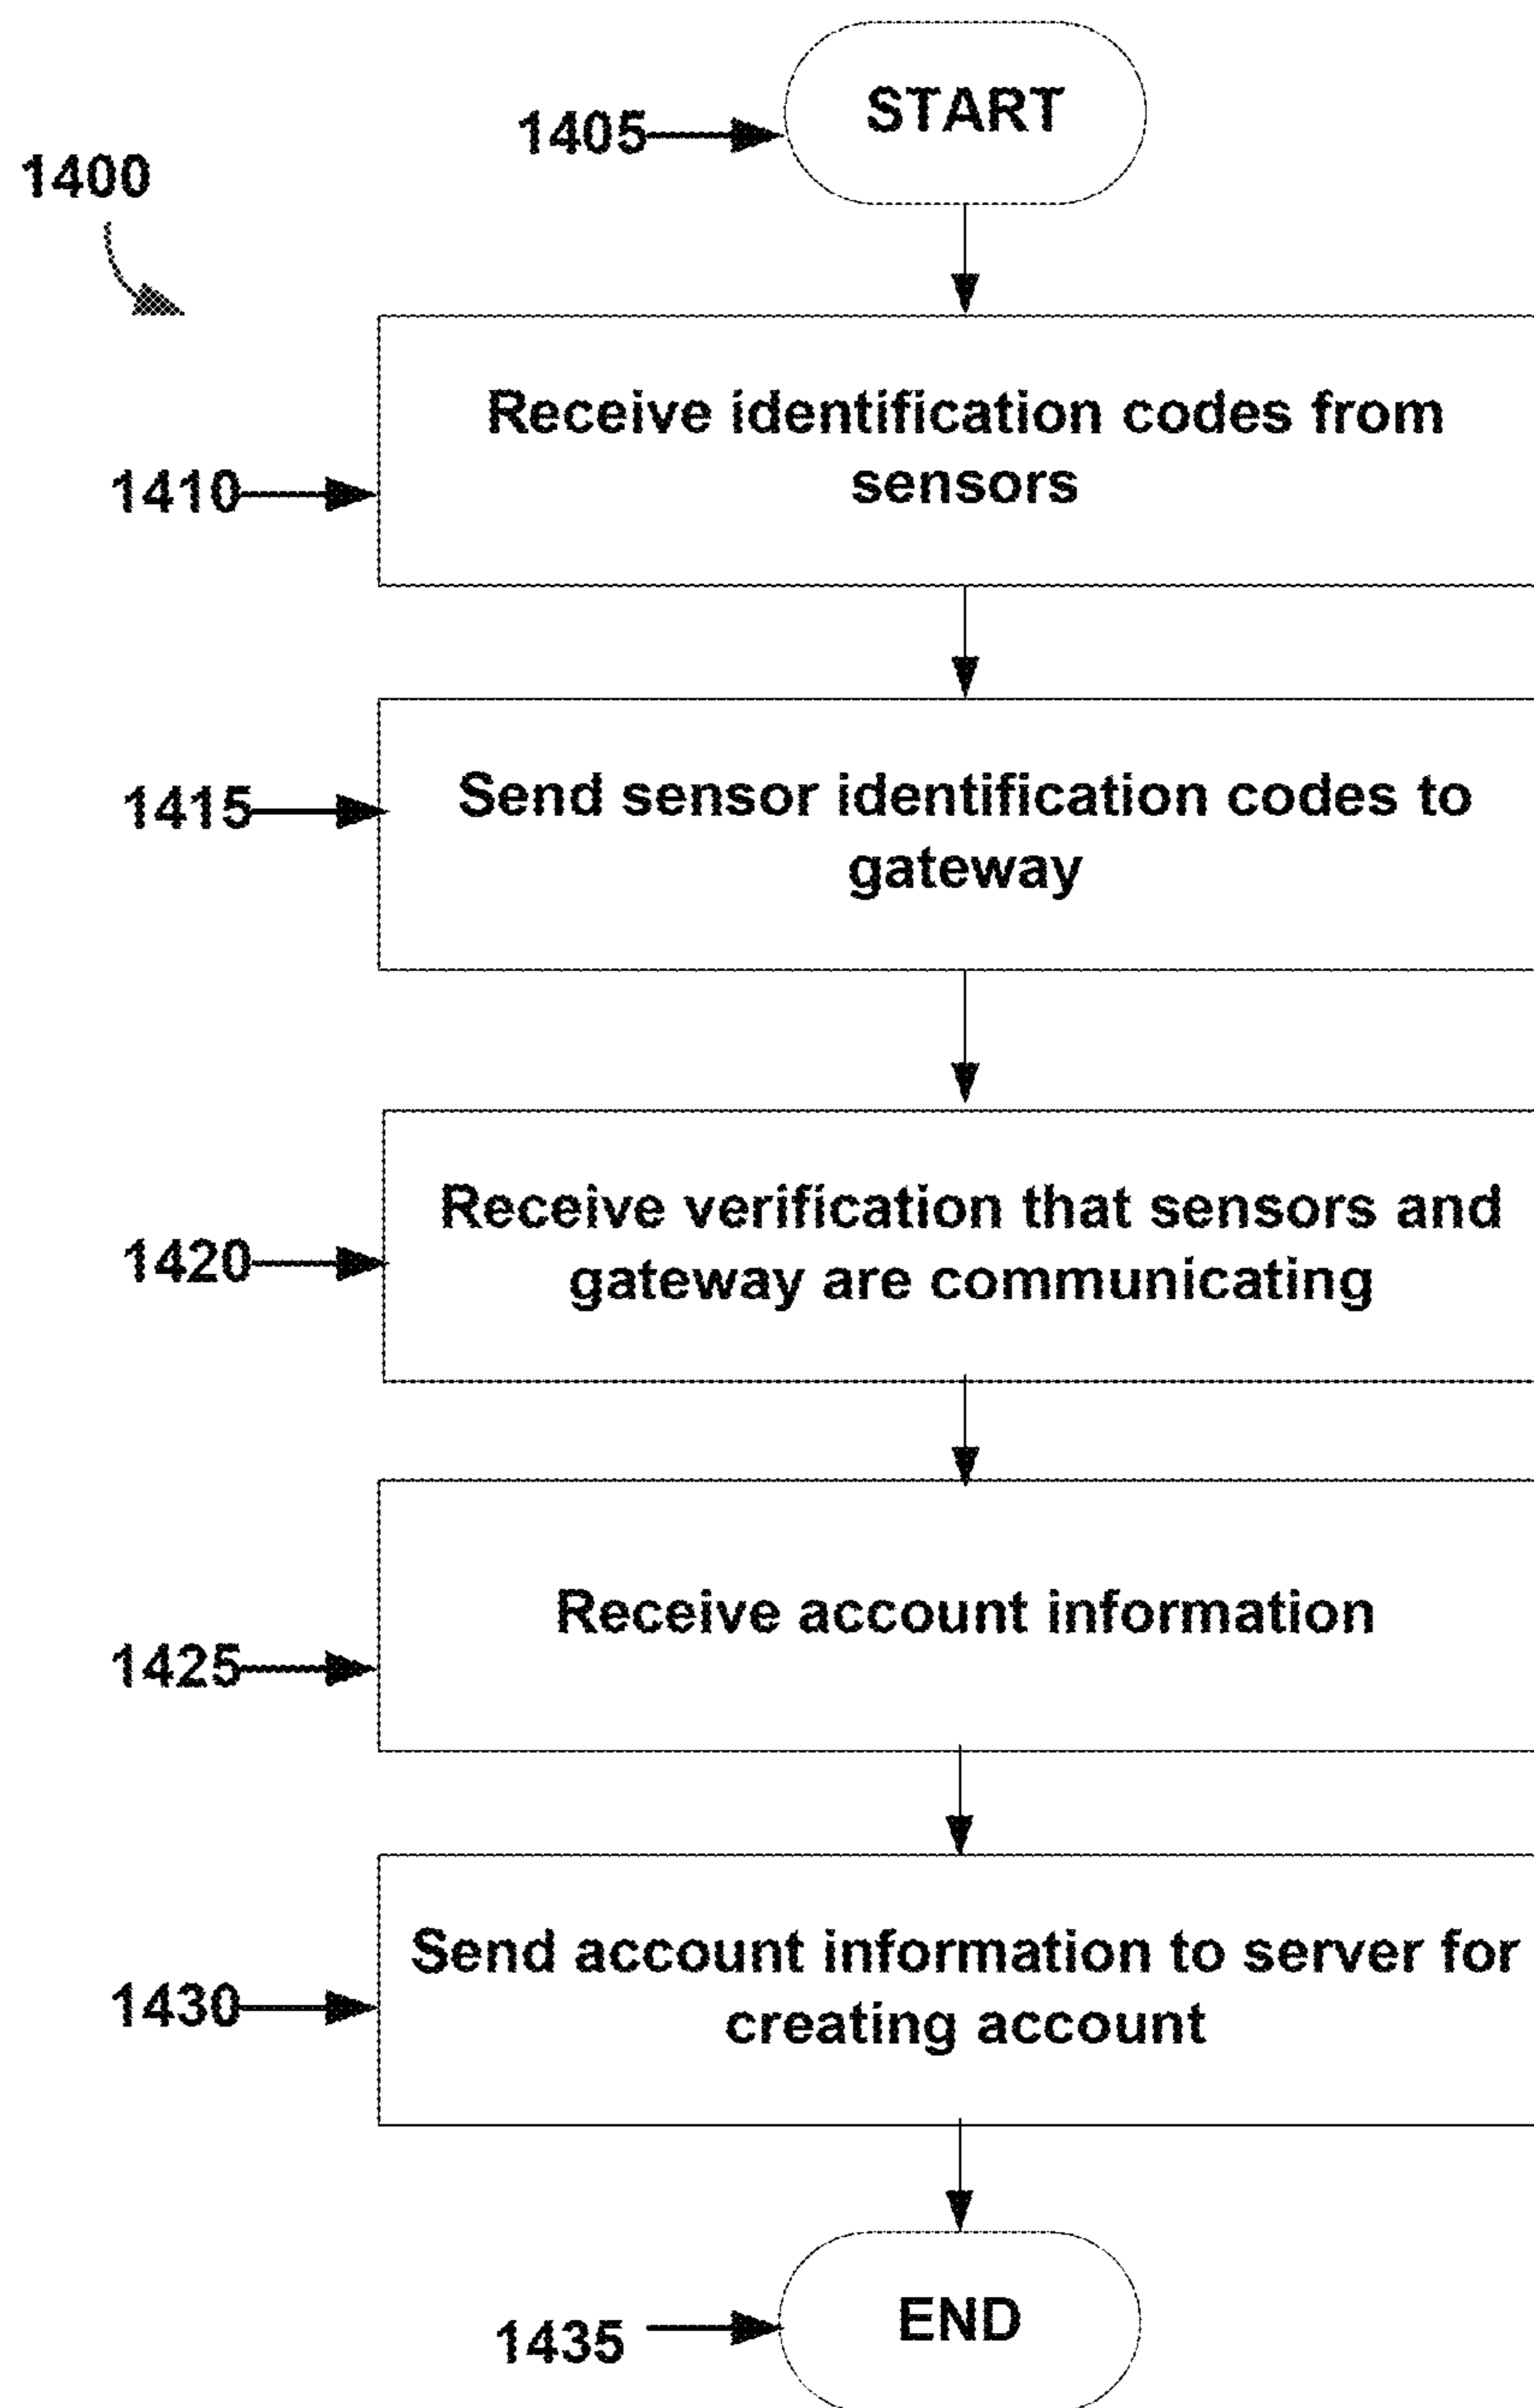 START
1405
1400
Receive identification codes from
sensors
1410
Send sensor identification codes to
gateway
1415
Receive verification that sensors and
gateway are communicating
1420
Receive account information
1425
Send account information to server for
creating account
1430
END
1435